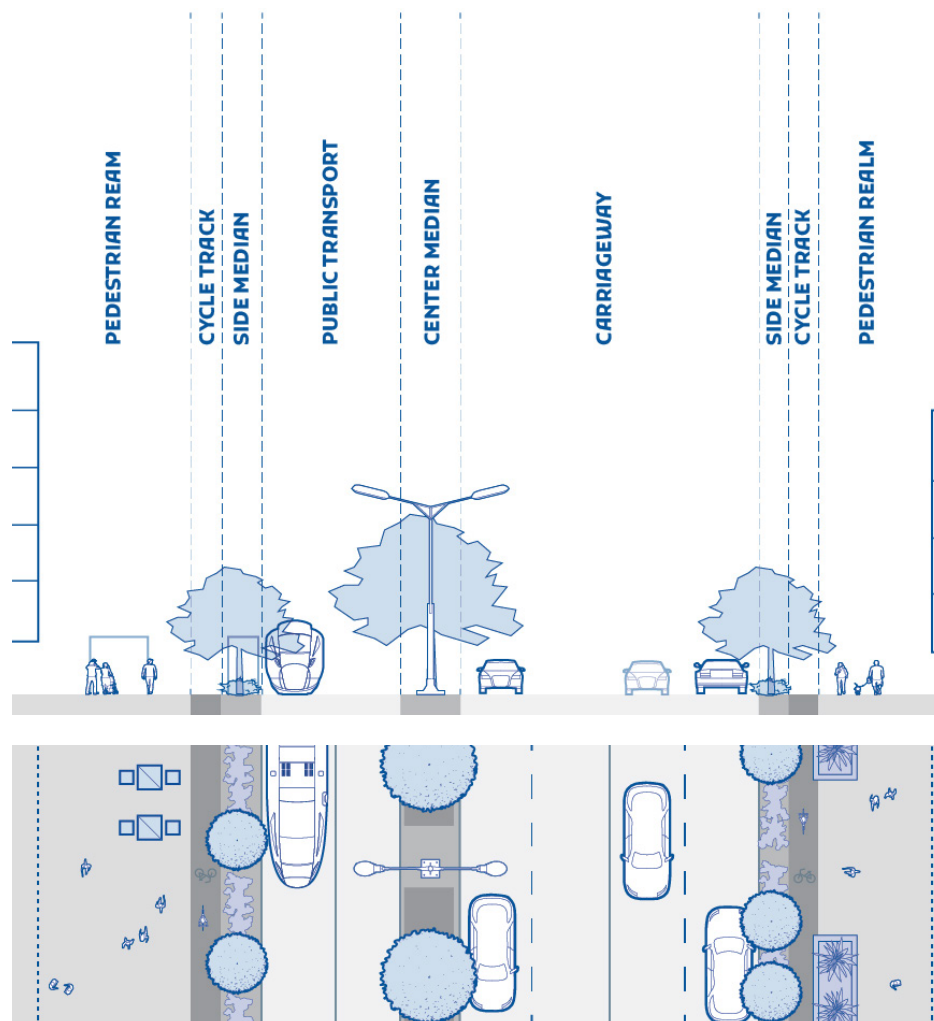 PEDESTRIAN REAM
CYCLE TRACK
SIDE MEDIAN
PUBLIC TRANSPORT
CENTER MEDIAN
CARRIAGEWAY
SIDE MEDIAN
CYCLE TRACK
PEDESTRIAN REALM